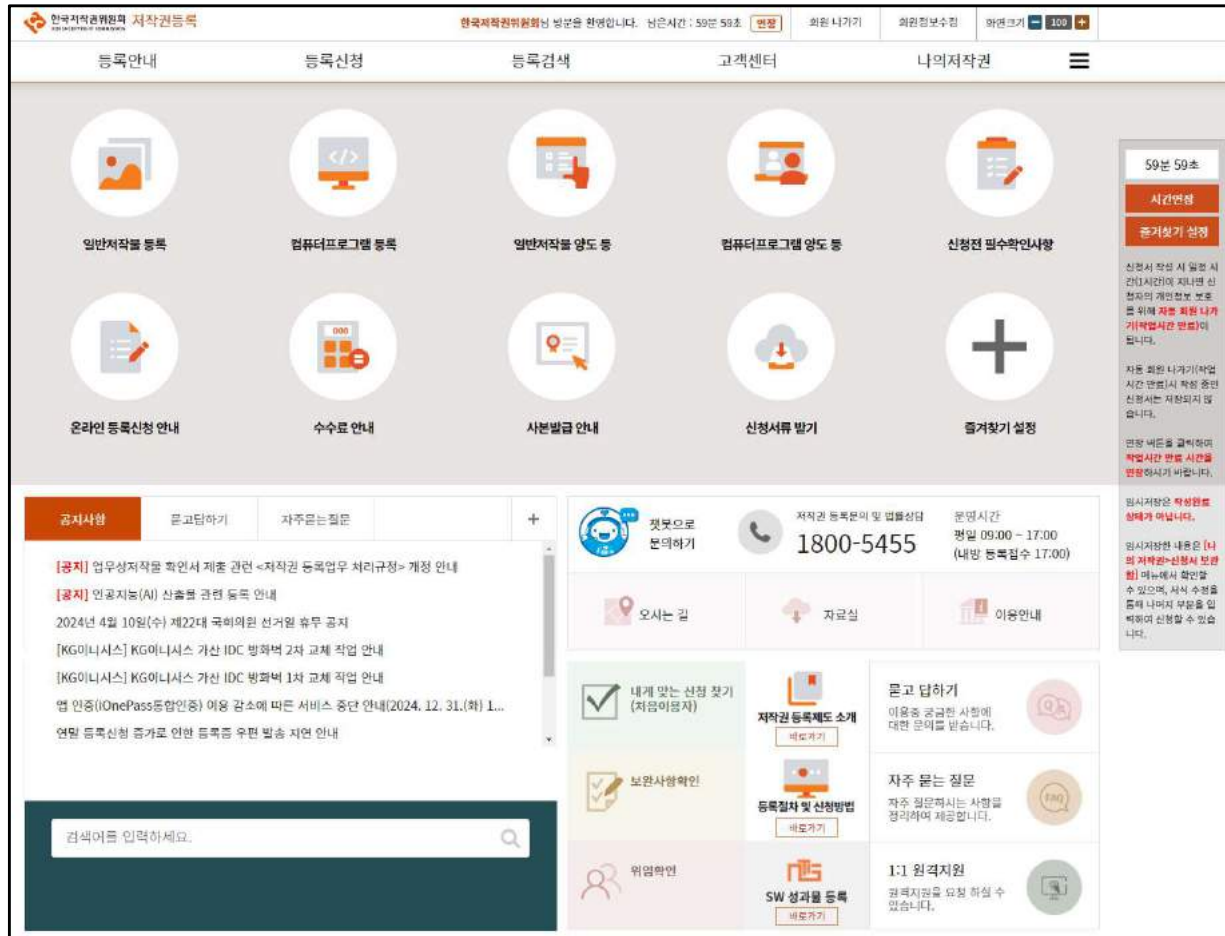 한국저작권위원회 저작권등록
한국저작권위원회님 방문을 환영합니다. 남은시간 : 59분 59초 연장 회원 나가기 회원정보수정 화면크기 100
등록안내 등록신청 등록검색 고객센터 나의저작권
일반저작물 등록 컴퓨터프로그램 등록 일반저작물 양도 등 컴퓨터프로그램 양도 등 신청전 필수확인사항
온라인 등록신청 안내 수수료 안내 사본발급 안내 신청서류 받기 즐겨찾기 설정
59분 59초
시간연장
즐겨찾기 설정
신청서 작성 시 일정 시
간(1시간)이 지나면 신
청자의 개인정보 보호
를 위해 자동 회원 나가
기(작업시간 만료)이
됩니다.
자동 회원 나가기(작업
시간 만료)시 작성 중인
신청서는 저장되지 않
습니다.
연장 버튼을 클릭하여
작업시간 만료 시간을
연장하시기 바랍니다.
임시저장은 작성완료
상태가 아닙니다.
임시저장한 내용은 [나
의 저작권>신청서 보관
함] 메뉴에서 확인할
수 있으며, 서식 수정을
통해 나머지 부분을 입
력하여 신청할 수 있습
니다.
공지사항 묻고답하기 자주묻는질문 +
[공지] 업무상저작물 확인서 제출 관련 <저작권 등록업무 처리규정> 개정 안내
[공지] 인공지능(AI) 산출물 관련 등록 안내
2024년 4월 10일(수) 제22대 국회의원 선거일 휴무 공지
[KG이니시스] KG이니시스 가산 IDC 방화벽 2차 교체 작업 안내
[KG이니시스] KG이니시스 가산 IDC 방화벽 1차 교체 작업 안내
앱 인증(iOnePass통합인증) 이용 감소에 따른 서비스 중단 안내(2024. 12. 31.(화) 1...
연말 등록신청 증가로 인한 등록증 우편 발송 지연 안내
검색어를 입력하세요.
챗봇으로
문의하기
저작권 등록문의 및 법률상담
1800-5455
운영시간
평일 09:00 ~ 17:00
(내방 등록접수 17:00)
오시는 길 자료실 이용안내
내게 맞는 신청 찾기
(처음이용자)
저작권 등록제도 소개
바로가기
묻고 답하기
이용중 궁금한 사항에
대한 문의를 받습니다.
보완사항확인
등록절차 및 신청방법
바로가기
자주 묻는 질문
자주 질문하시는 사항을
정리하여 제공합니다.
FAQ
위임확인
SW 성과물 등록
바로가기
1:1 원격지원
원격지원을 요청 하실 수
있습니다.